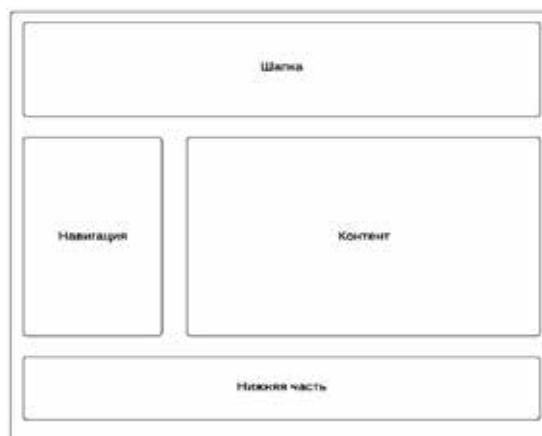 Шапка
Навигация
Контент
Нижняя часть